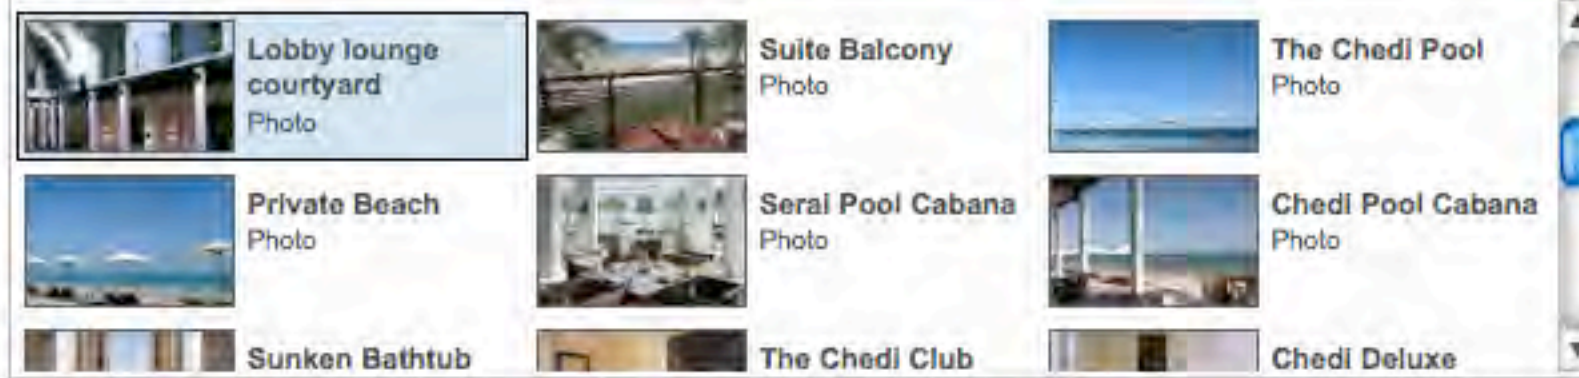 Lobby lounge
courtyard
Photo
Suite Balcony
Photo
The Chedi Pool
Photo
Private Beach
Photo
Serai Pool Cabana
Photo
Chedi Pool Cabana
Photo
Sunken Bathtub
The Chedi Club
Chedi Deluxe